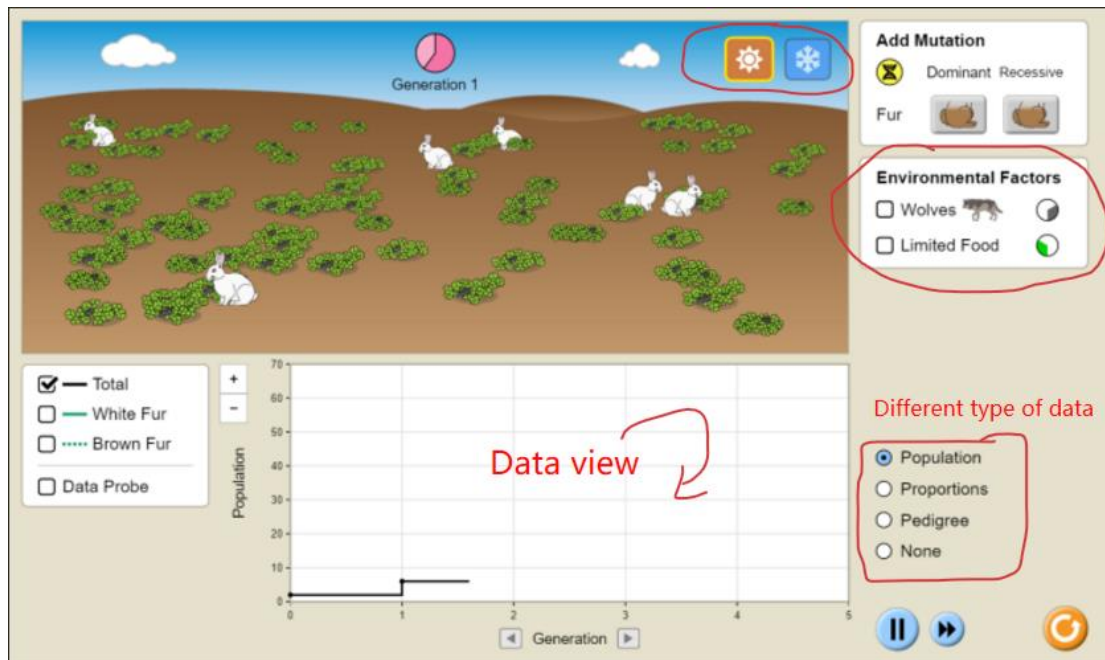 Generation 1
Add Mutation
Dominant Recessive
Fur
Environmental Factors
Wolves
Limited Food
Total
White Fur
Brown Fur
Data Probe
+
-
Population
70
60
50
40
30
20
10
0
0 1 2 3 4 5
Generation
Data view
Different type of data
Population
Proportions
Pedigree
None